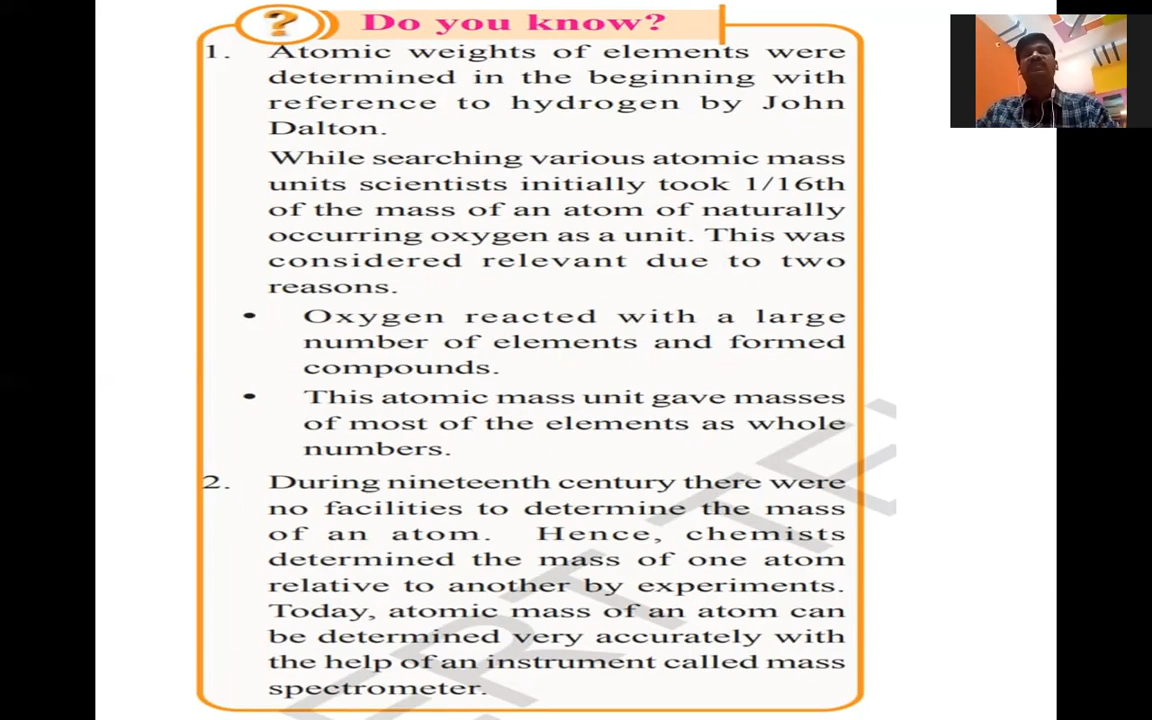 ?
Do you know?
1. Atomic weights of elements were
determined in the beginning with
reference to hydrogen by John
Dalton.
While searching various atomic mass
units scientists initially took 1/16th
of the mass of an atom of naturally
occurring oxygen as a unit. This was
considered relevant due to two
reasons.
• Oxygen reacted with a large
number of elements and formed
compounds.
• This atomic mass unit gave masses
of most of the elements as whole
numbers.
2. During nineteenth century there were
no facilities to determine the mass
of an atom. Hence, chemists
determined the mass of one atom
relative to another by experiments.
Today, atomic mass of an atom can
be determined very accurately with
the help of an instrument called mass
spectrometer.